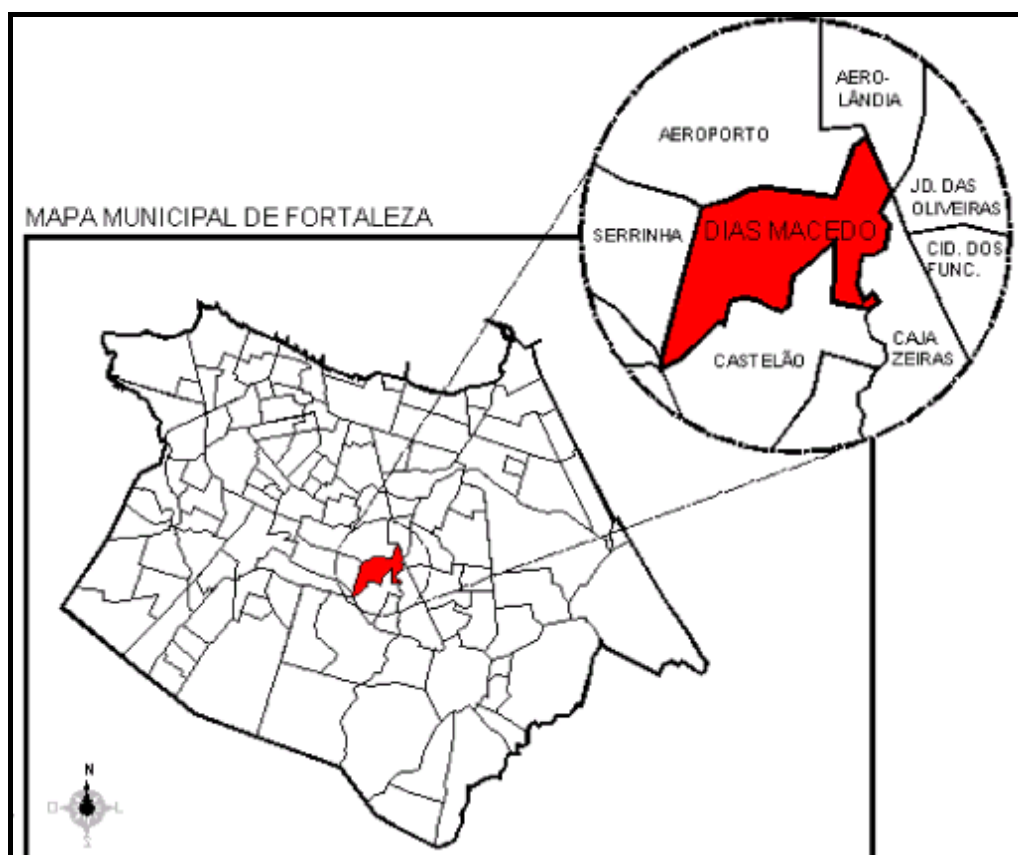 AERO-
LÂNDIA
AEROPORTO
JD. DAS
OLIVEIRAS
MAPA MUNICIPAL DE FORTALEZA
SERRINHA
DIAS MACEDO
CID. DOS
FUNC.
CASTELÃO
CAJA
ZEIRAS
N
O
L
S